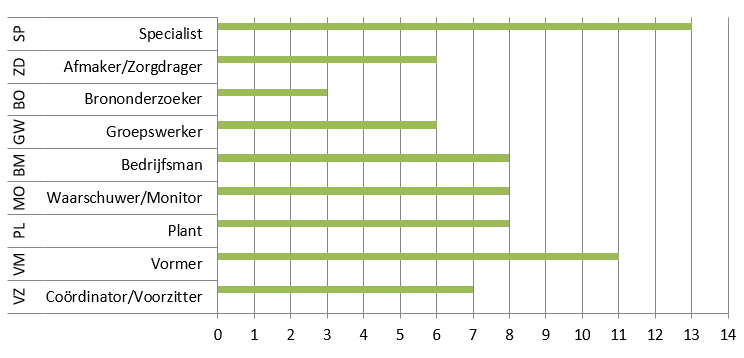 SP Specialist
ZD Afmaker/Zorgdrager
BO Brononderzoeker
GW Groepswerker
BM Bedrijfsman
MO Waarschuwer/Monitor
PL Plant
VM Vormer
VZ Coördinator/Voorzitter
0 1 2 3 4 5 6 7 8 9 10 11 12 13 14